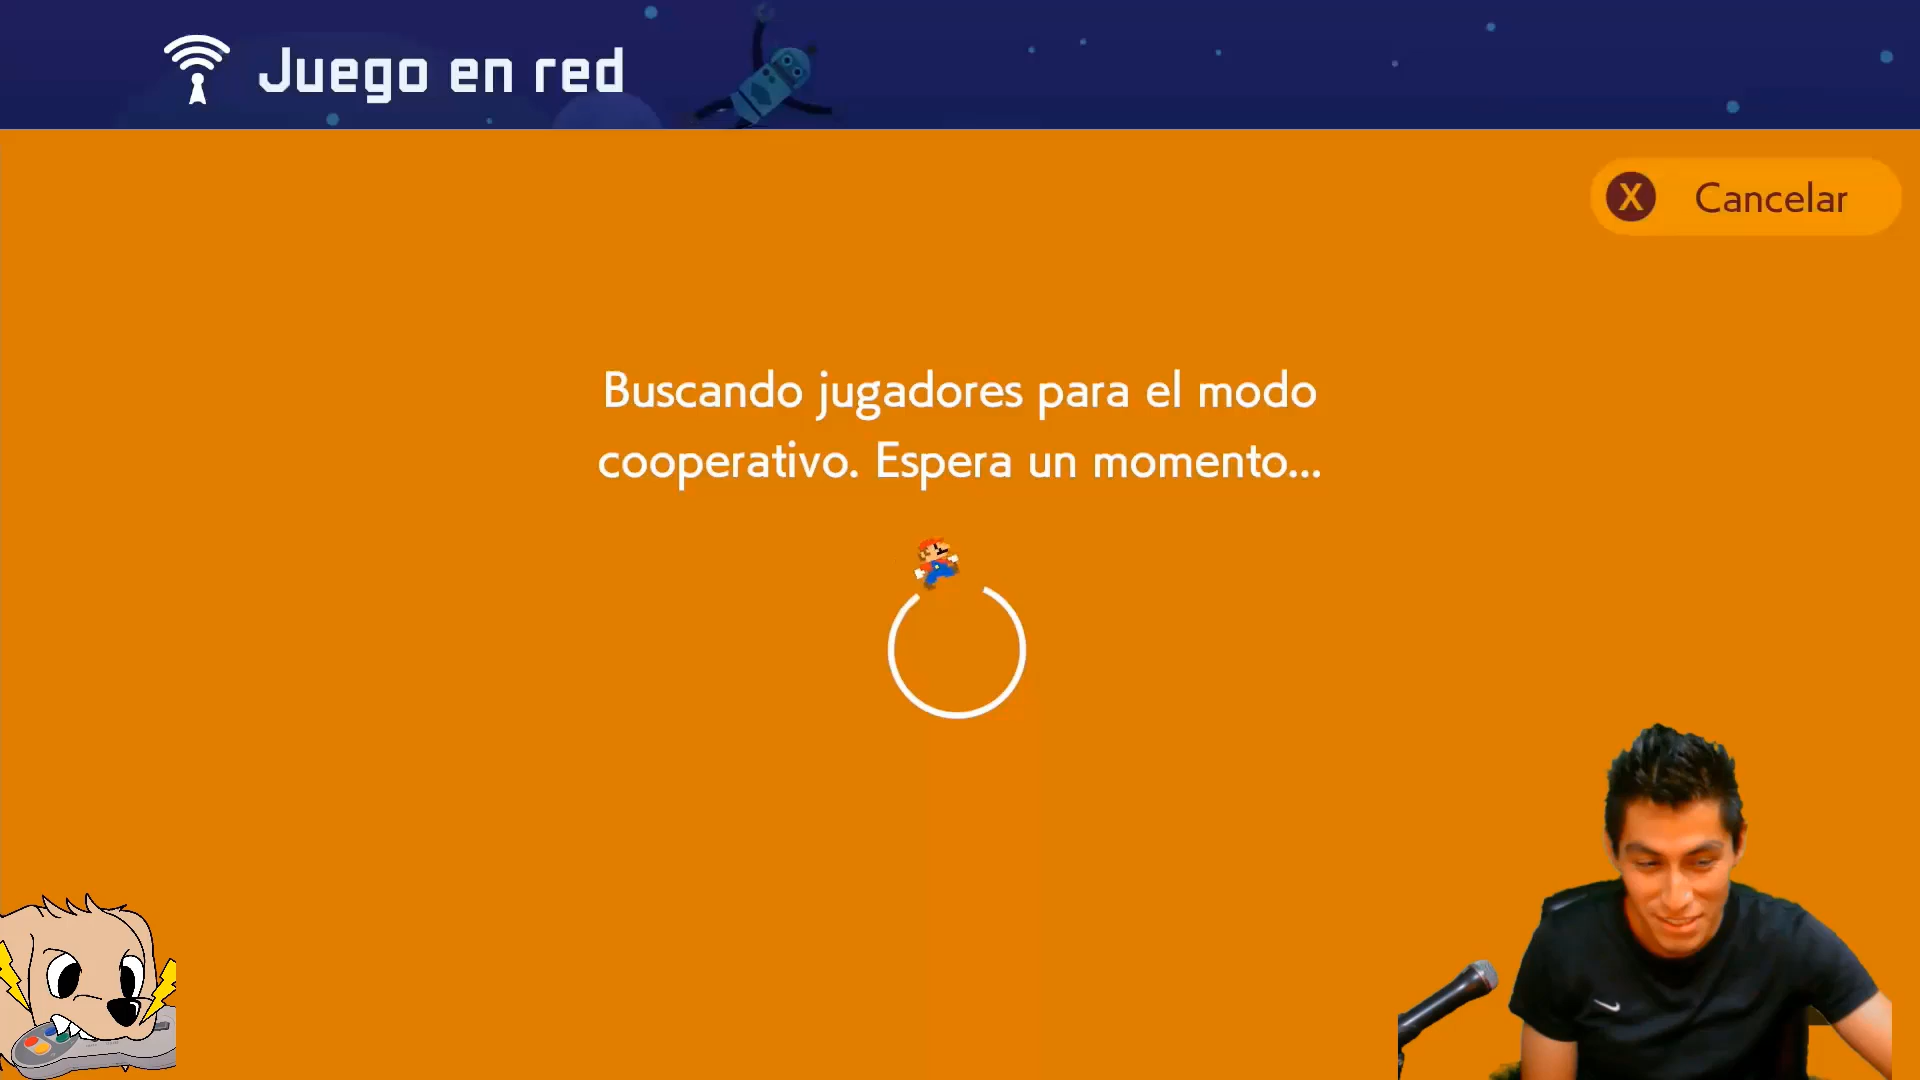 Juego en red
X Cancelar
Buscando jugadores para el modo
cooperativo. Espera un momento...